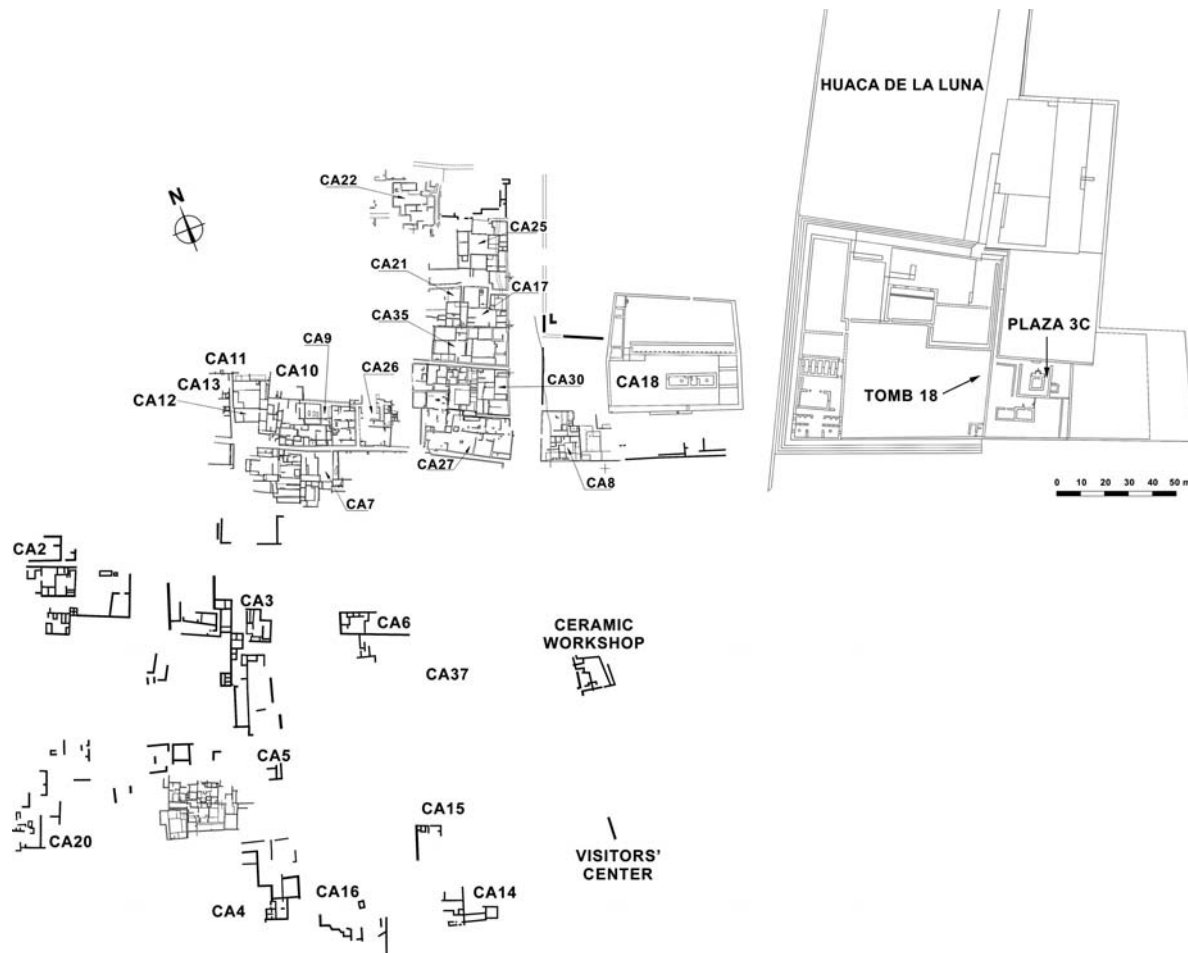 HUACA DE LA LUNA
N
CA22
CA25
CA21
CA17
CA35
CA9
PLAZA 3C
CA11
CA10
CA26
CA30
CA18
CA13
CA12
TOMB 18
CA27
CA8
CA7
0 10 20 30 40 50 m
CA2
CA3
CA6
CERAMIC
WORKSHOP
CA37
CA5
CA15
CA20
VISITORS'
CENTER
CA16
CA14
CA4